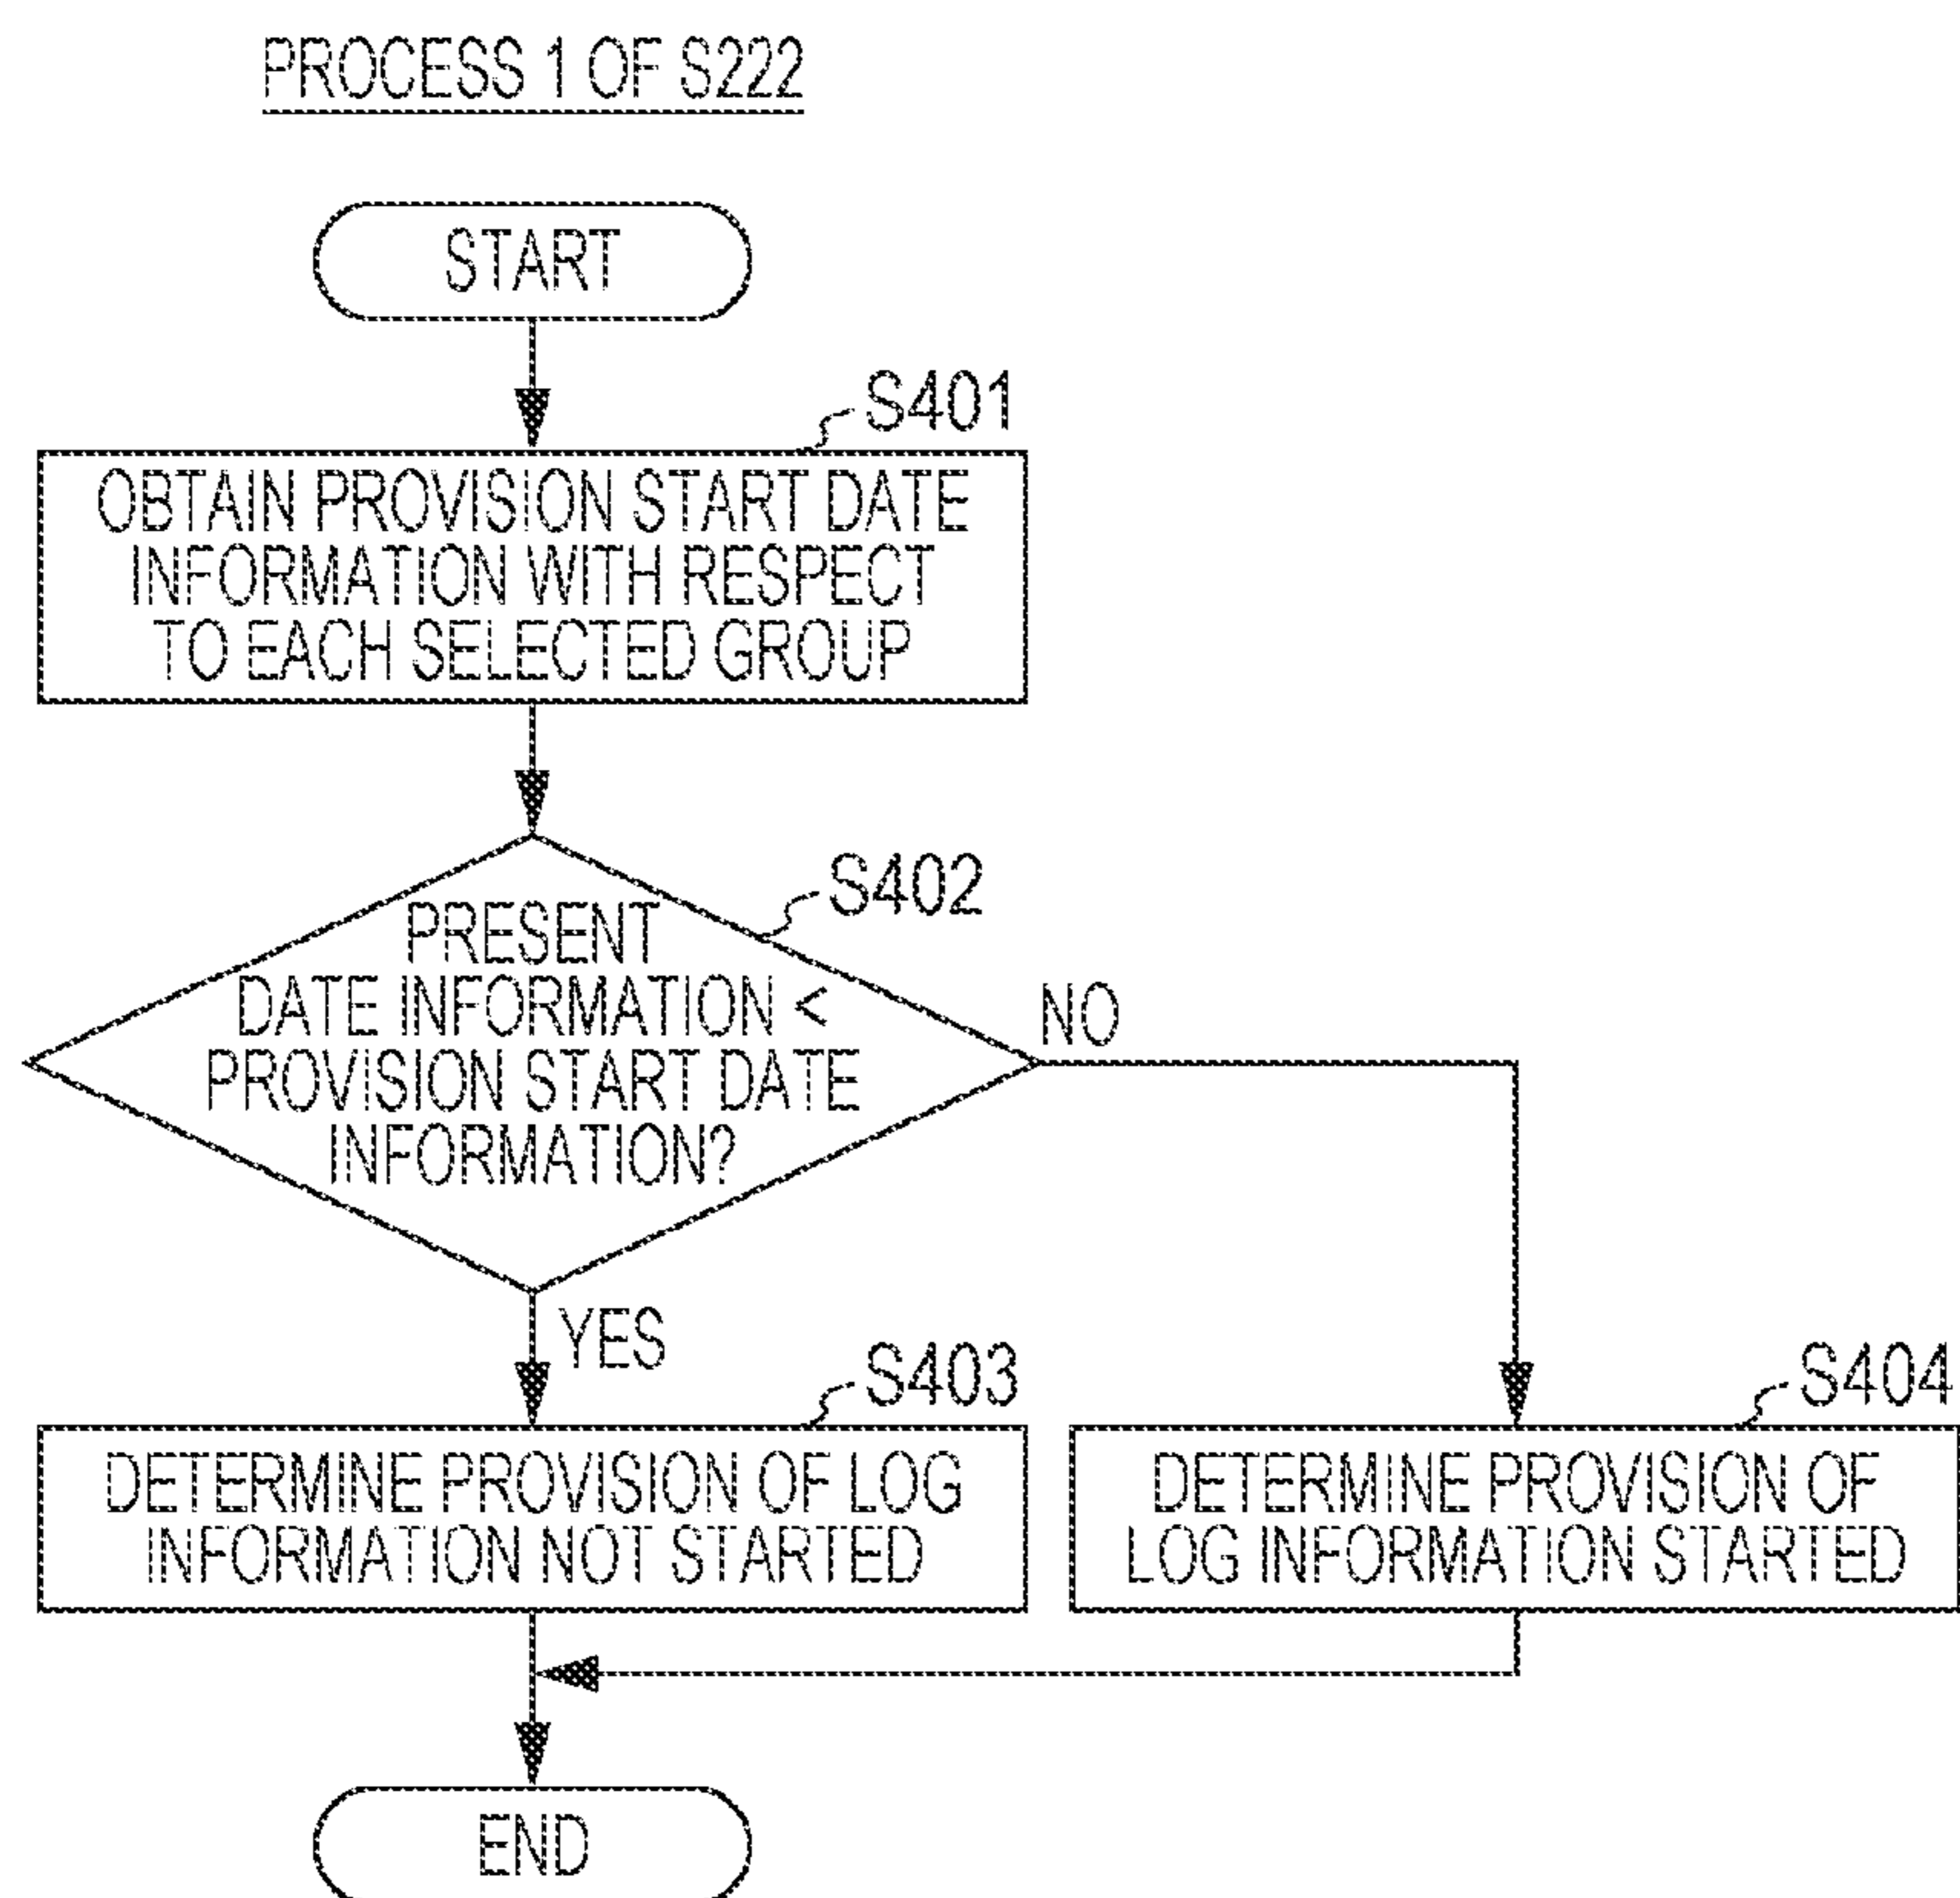 PROCESS 1 OF S222
START
S401
OBTAIN PROVISION START DATE
INFORMATION WITH RESPECT
TO EACH SELECTED GROUP
S402
PRESENT
DATE INFORMATION <
PROVISION START DATE
INFORMATION?
NO
YES
S403
DETERMINE PROVISION OF LOG
INFORMATION NOT STARTED
S404
DETERMINE PROVISION OF
LOG INFORMATION STARTED
END